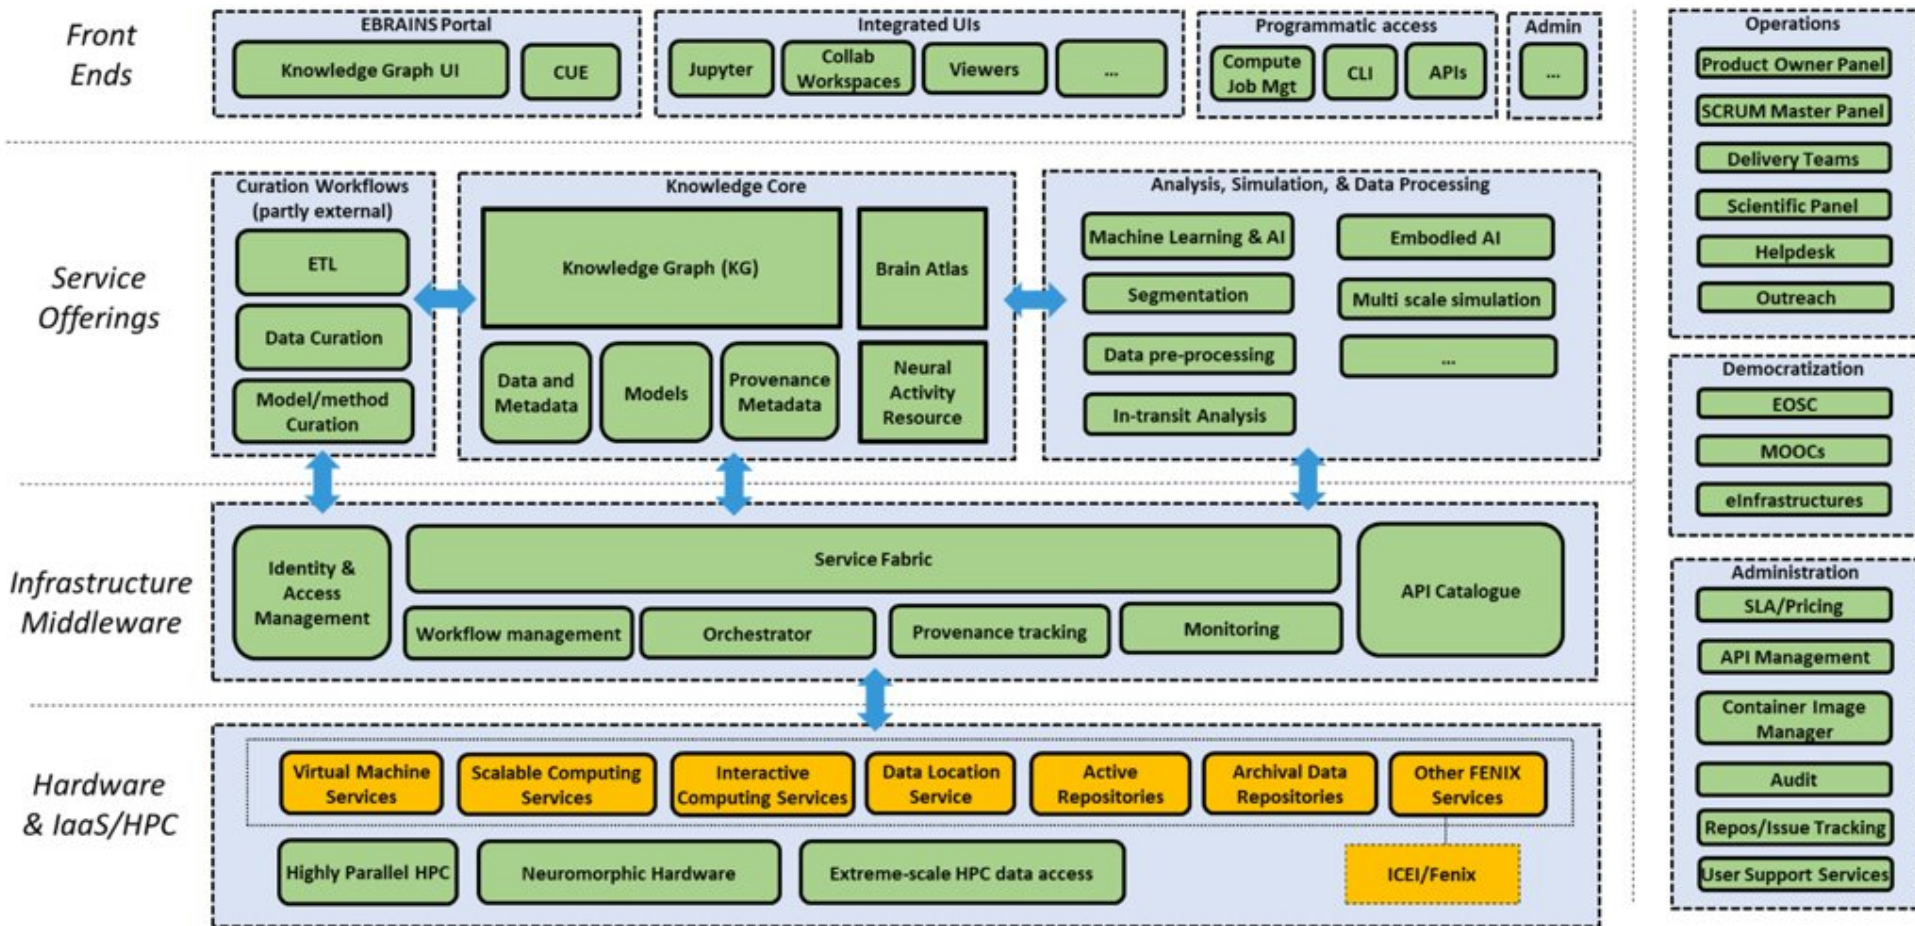 Front
Ends
EBRAINS Portal
Knowledge Graph UI
CUE
Integrated UIs
Jupyter
Collab
Workspaces
Viewers
...
Programmatic access
Compute
Job Mgt
CLI
APIs
Admin
...
Service
Offerings
Curation Workflows
(partly external)
ETL
Data Curation
Model/method
Curation
Knowledge Core
Knowledge Graph (KG)
Brain Atlas
Data and
Metadata
Models
Provenance
Metadata
Neural
Activity
Resource
Analysis, Simulation, & Data Processing
Machine Learning & AI
Embodied AI
Segmentation
Multi scale simulation
Data pre-processing
...
In-transit Analysis
Infrastructure
Middleware
Identity &
Access
Management
Service Fabric
Workflow management
Orchestrator
Provenance tracking
Monitoring
API Catalogue
Hardware
& IaaS/HPC
Virtual Machine
Services
Scalable Computing
Services
Interactive
Computing Services
Data Location
Service
Active
Repositories
Archival Data
Repositories
Other FENIX
Services
Highly Parallel HPC
Neuromorphic Hardware
Extreme-scale HPC data access
ICEI/Fenix
Operations
Product Owner Panel
SCRUM Master Panel
Delivery Teams
Scientific Panel
Helpdesk
Outreach
Democratization
EOSC
MOOCs
eInfrastructures
Administration
SLA/Pricing
API Management
Container Image
Manager
Audit
Repos/Issue Tracking
User Support Services